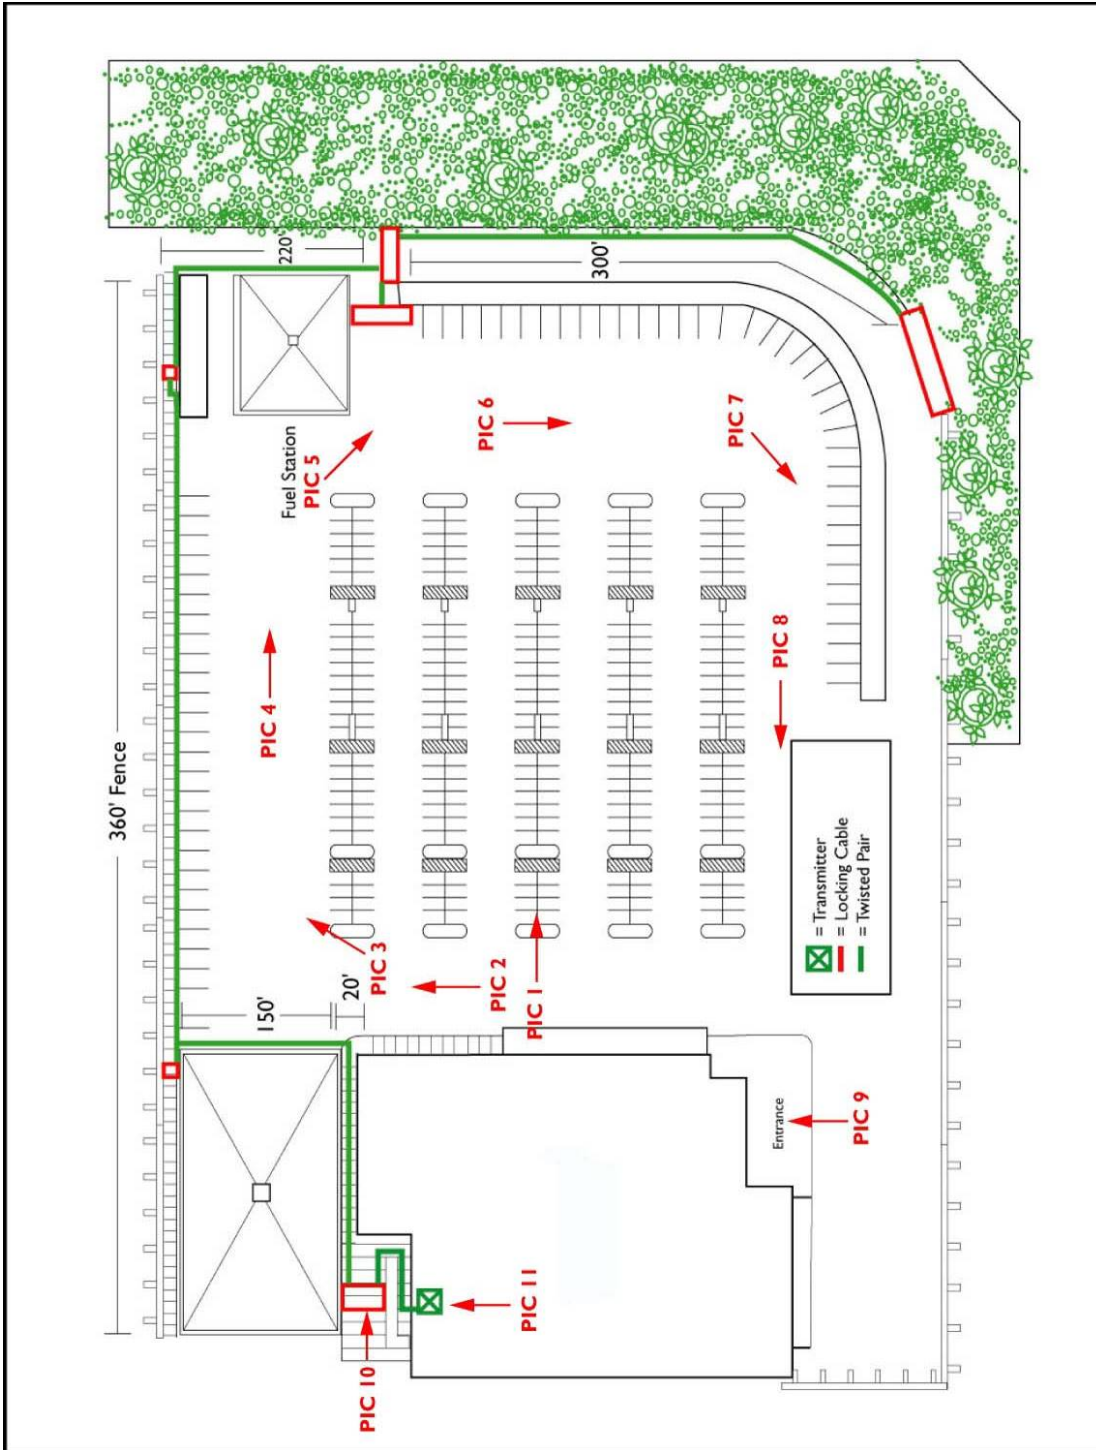 220'
300'
360' Fence
Fuel Station
PIC 5
PIC 6
PIC 7
PIC 4
PIC 8
PIC 3
PIC 2
PIC 1
150'
20'
= Transmitter
= Locking Cable
= Twisted Pair
Entrance
PIC 9
PIC 11
PIC 10